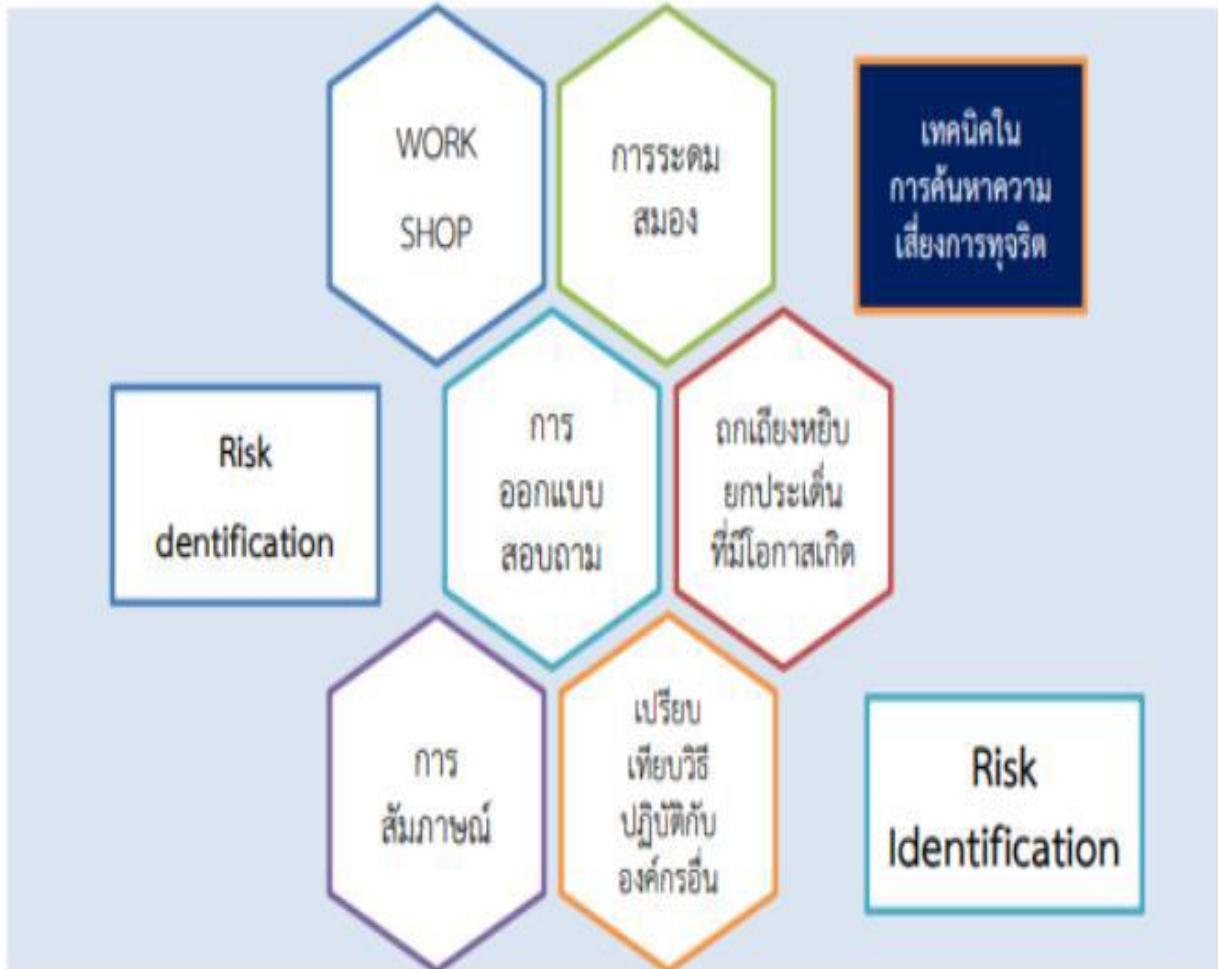 WORK
SHOP
การระดม
สมอง
เทคนิคใน
การค้นหาความ
เสี่ยงการทุจริต
Risk
dentification
การ
ออกแบบ
สอบถาม
ถกเถียงหยิบ
ยกประเด็น
ที่มีโอกาสเกิด
การ
สัมภาษณ์
เปรียบ
เทียบวิธี
ปฏิบัติกับ
องค์กรอื่น
Risk
Identification